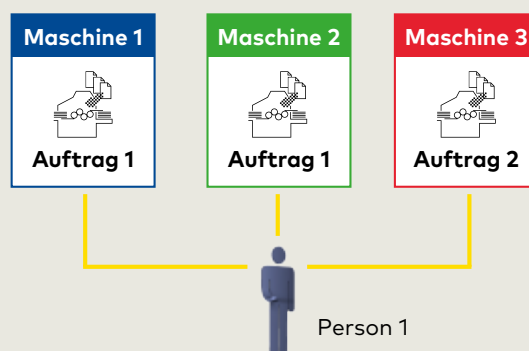 Maschine 1
Maschine 2
Maschine 3
Auftrag 1
Auftrag 1
Auftrag 2
Person 1